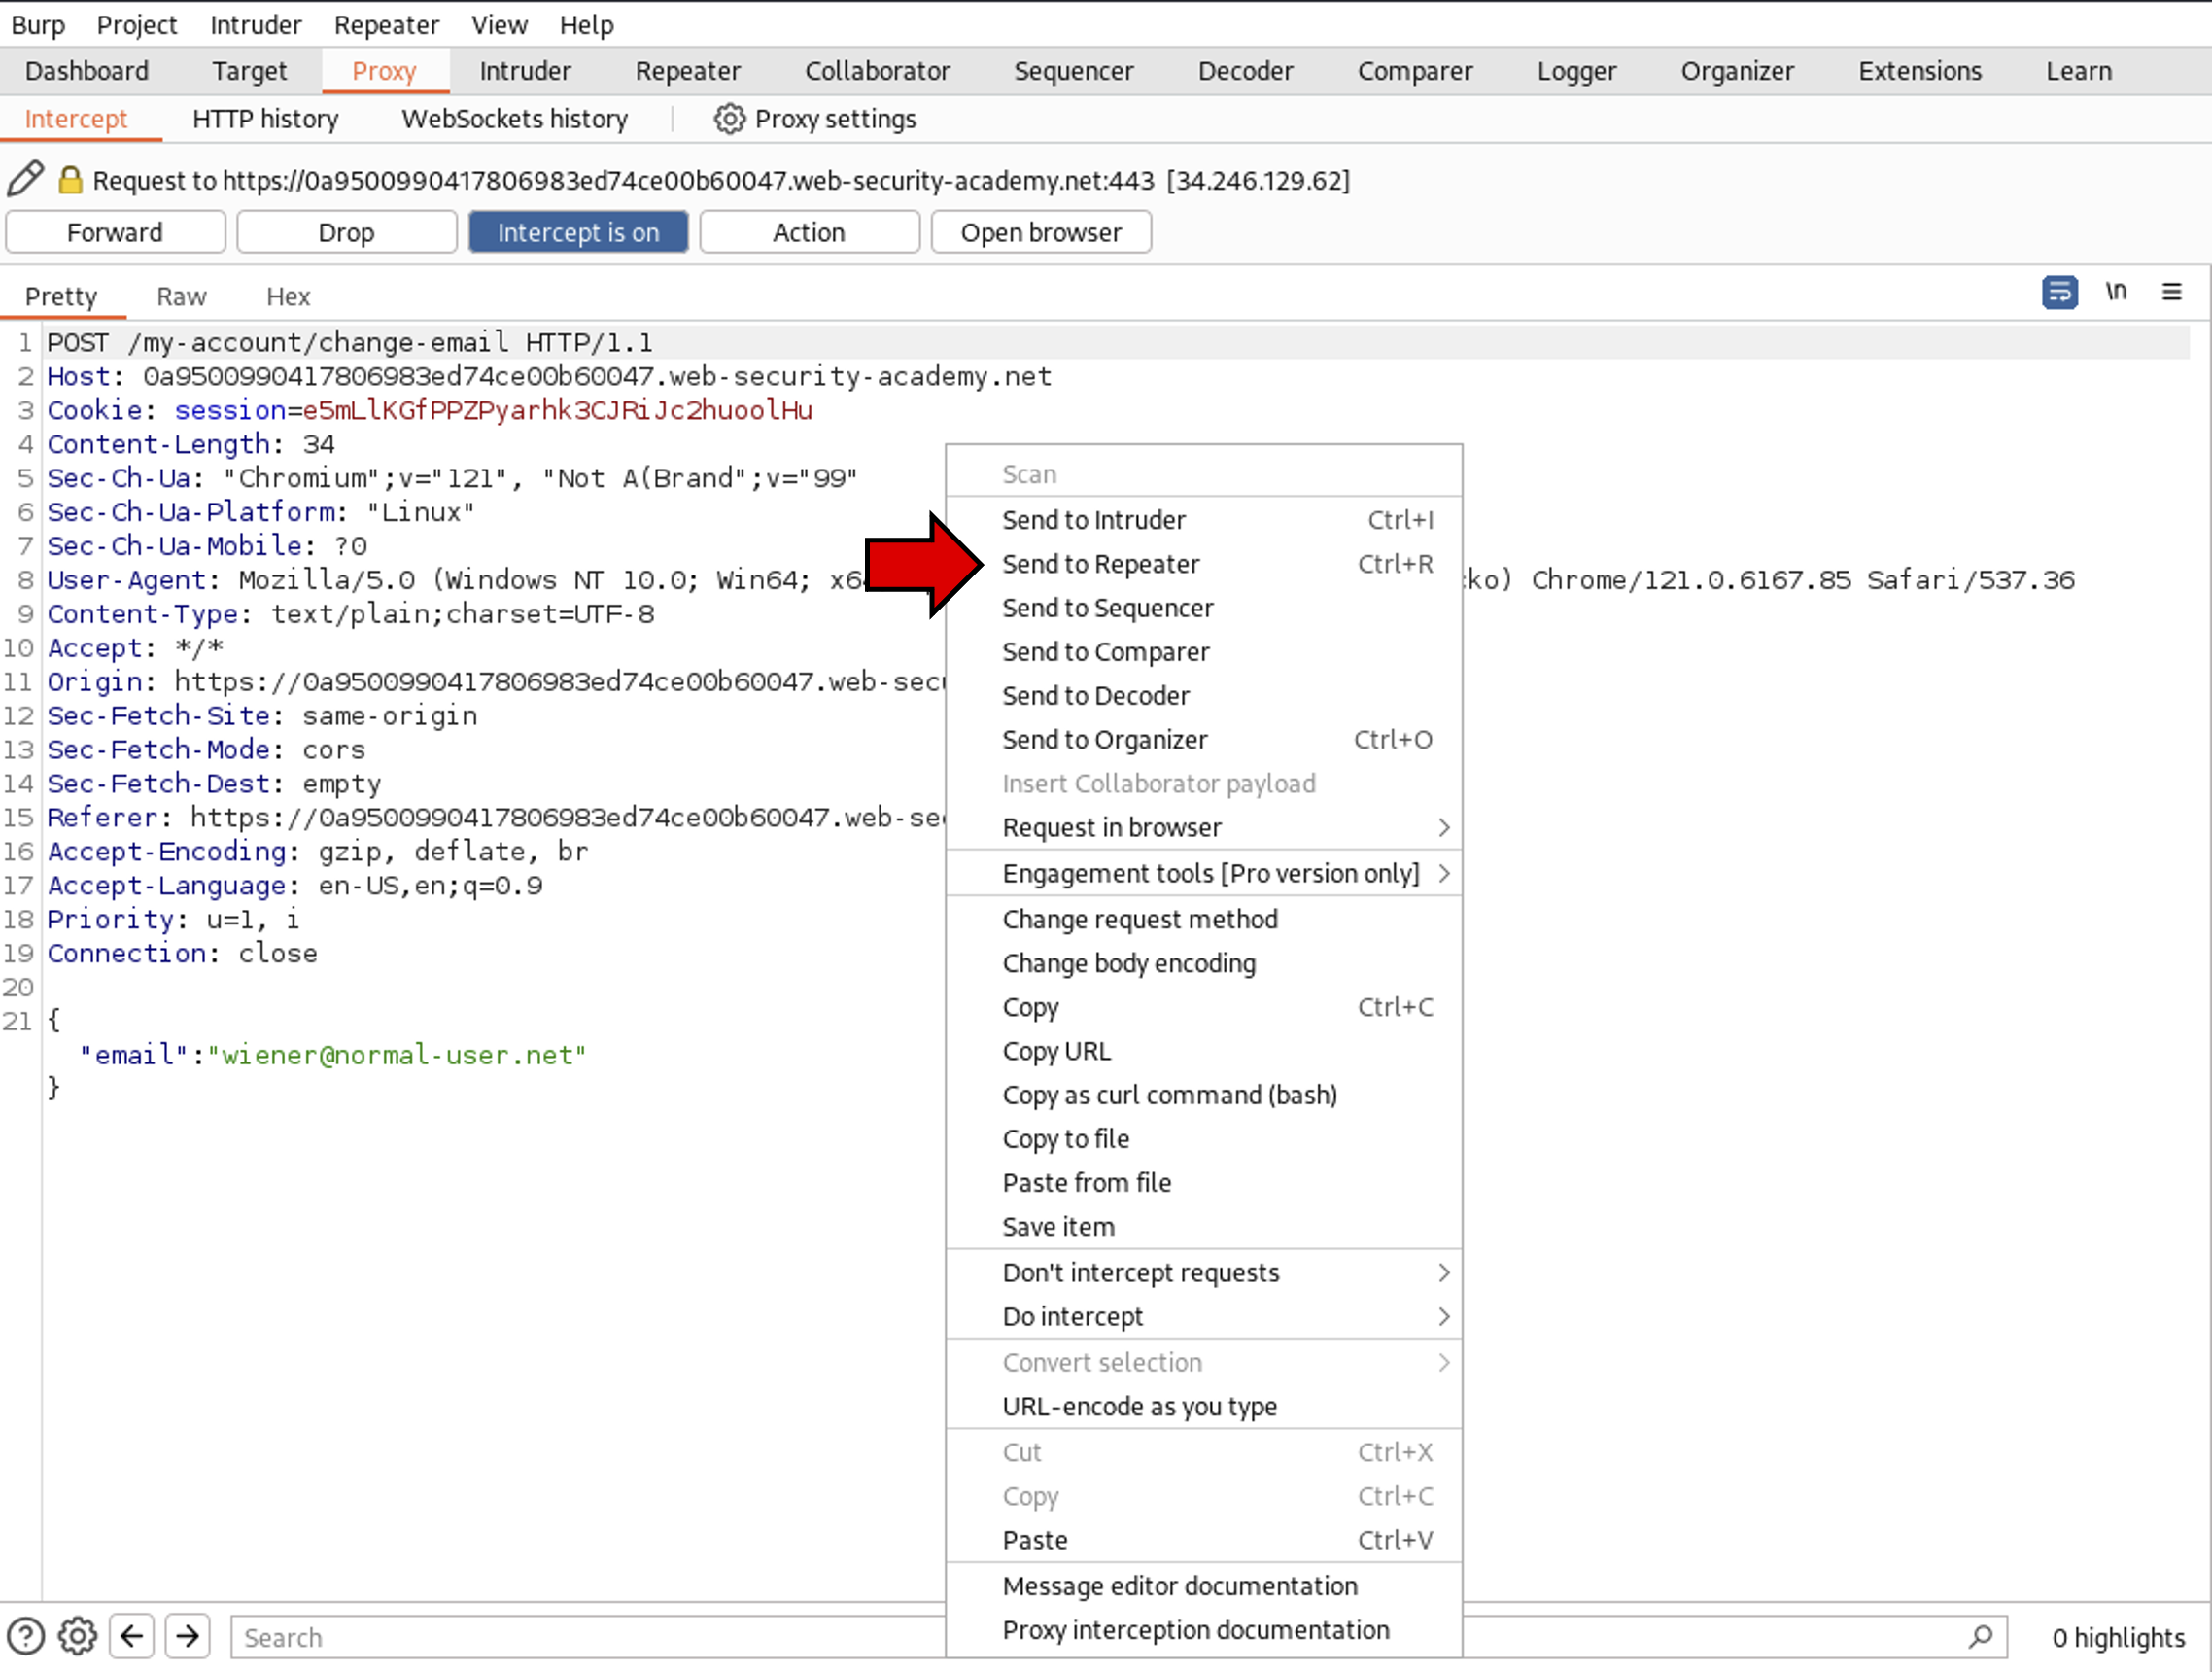 Burp Project Intruder Repeater View Help
Dashboard Target Proxy Intruder Repeater Collaborator Sequencer Decoder Comparer Logger Organizer Extensions Learn
Intercept HTTP history WebSockets history Proxy settings
Request to https://0a9500990417806983ed74ce00b60047.web-security-academy.net:443 [34.246.129.62]
Forward Drop Intercept is on Action Open browser
Pretty Raw Hex \n
1 POST /my-account/change-email HTTP/1.1
2 Host: 0a9500990417806983ed74ce00b60047.web-security-academy.net
3 Cookie: session=e5mLlKGfPPZPyarhk3CJRiJc2huoolHu
4 Content-Length: 34
5 Sec-Ch-Ua: "Chromium";v="121", "Not A(Brand";v="99"
6 Sec-Ch-Ua-Platform: "Linux"
7 Sec-Ch-Ua-Mobile: ?0
8 User-Agent: Mozilla/5.0 (Windows NT 10.0; Win64; Chrome/121.0.6167.85 Safari/537.36
9 Content-Type: text/plain;charset=UTF-8
10 Accept: */*
11 Origin: https://0a9500990417806983ed74ce00b60047.web-sec
12 Sec-Fetch-Site: same-origin
13 Sec-Fetch-Mode: cors
14 Sec-Fetch-Dest: empty
15 Referer: https://0a9500990417806983ed74ce00b60047.web-se
16 Accept-Encoding: gzip, deflate, br
17 Accept-Language: en-US,en;q=0.9
18 Priority: u=1, i
19 Connection: close
20
21 {
"email":"wiener@normal-user.net"
}
Scan
Send to Intruder Ctrl+I
Send to Repeater Ctrl+R
Send to Sequencer
Send to Comparer
Send to Decoder
Send to Organizer Ctrl+O
Insert Collaborator payload
Request in browser
Engagement tools [Pro version only]
Change request method
Change body encoding
Copy Ctrl+C
Copy URL
Copy as curl command (bash)
Copy to file
Paste from file
Save item
Don't intercept requests
Do intercept
Convert selection
URL-encode as you type
Cut Ctrl+X
Copy Ctrl+C
Paste Ctrl+V
Message editor documentation
Proxy interception documentation
Search
0 highlights